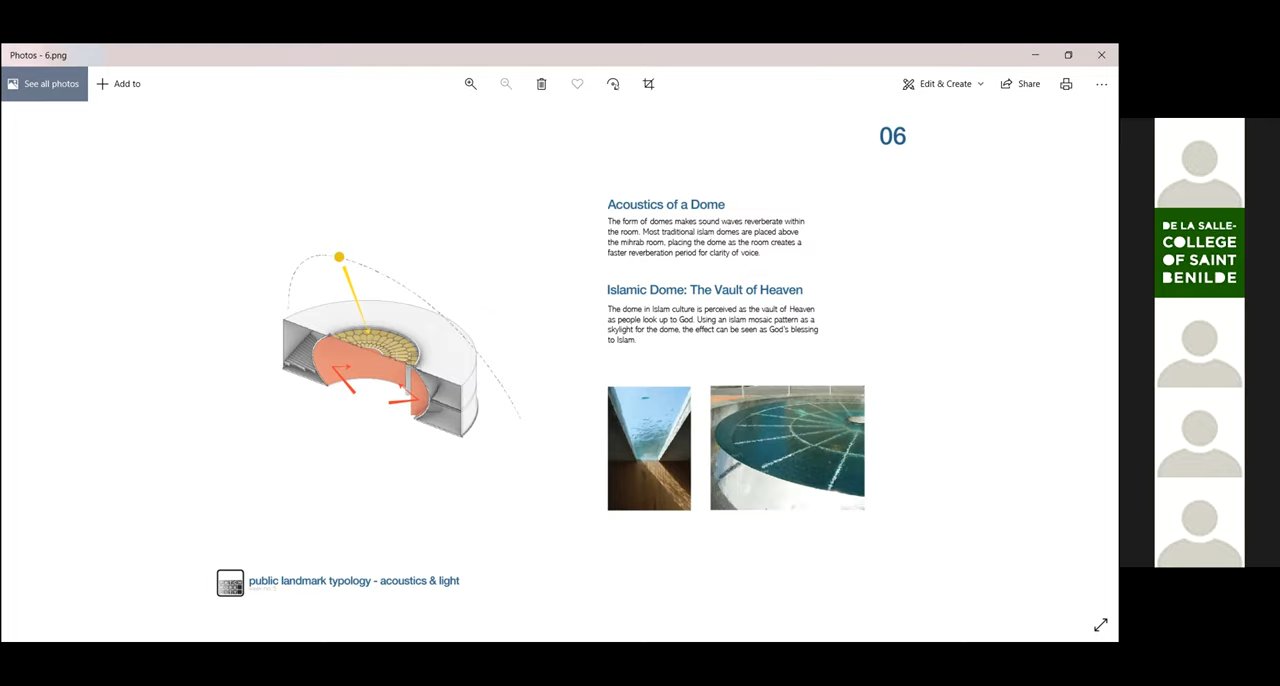 Photos - 6.png
See all photos
Add to
Edit & Create
Share
06
Acoustics of a Dome
The form of domes makes sound waves reverberate within
the room. Most traditional islam domes are placed above
the mihrab room, placing the dome as the room creates a
faster reverberation period for clarity of voice.
Islamic Dome: The Vault of Heaven
The dome in Islam culture is perceived as the vault of Heaven
as people look up to God. Using an islam mosaic pattern as a
skylight for the dome, the effect can be seen as God's blessing
to Islam.
public landmark typology - acoustics & light
DE LA SALLE-
COLLEGE
OF SAINT
BENILDE